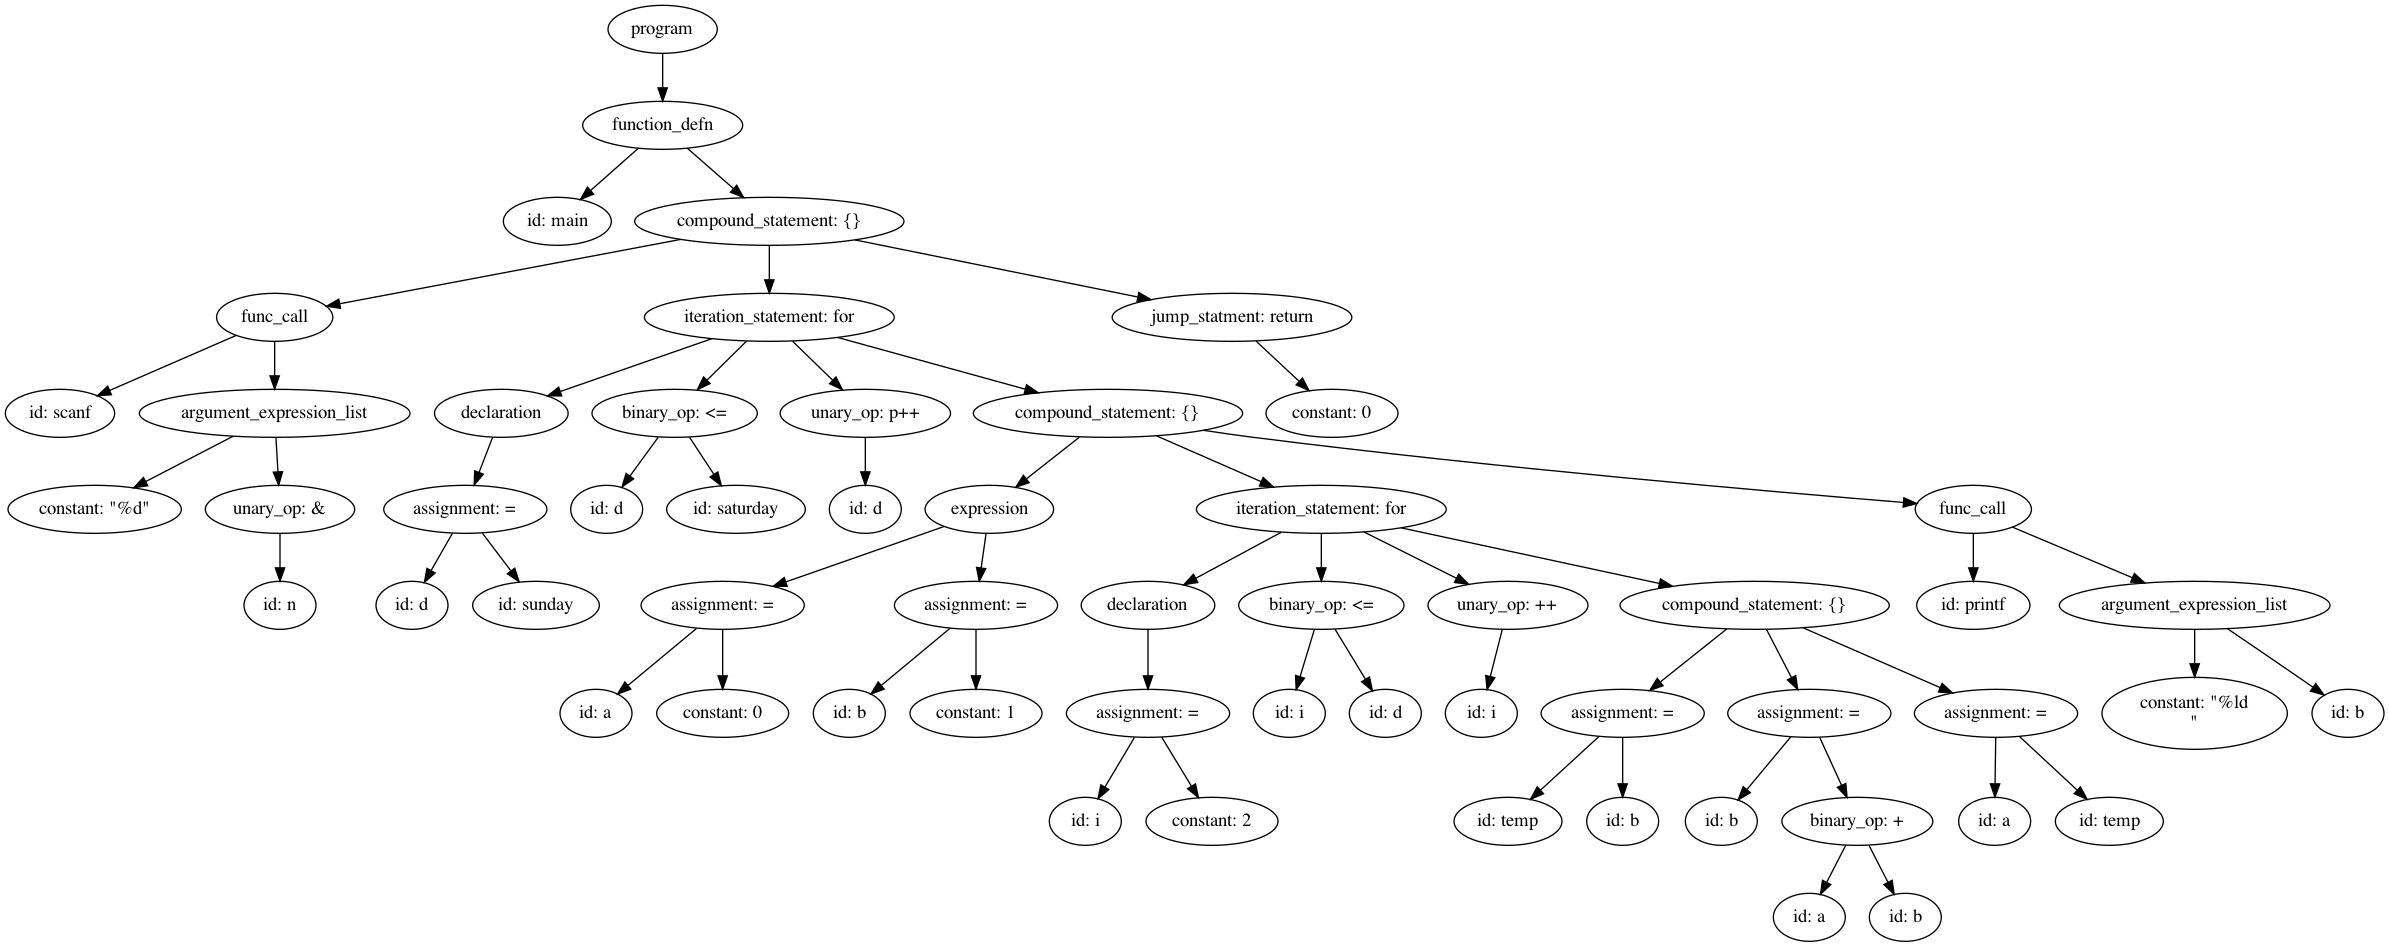 program
function_defn
id: main
compound_statement: {}
func_call
iteration_statement: for
jump_statment: return
id: scanf
argument_expression_list
declaration
binary_op: <=
unary_op: p++
compound_statement: {}
constant: 0
constant: "%d"
unary_op: &
assignment: =
id: d
id: saturday
id: d
expression
iteration_statement: for
func_call
id: n
id: d
id: sunday
assignment: =
assignment: =
declaration
binary_op: <=
unary_op: ++
compound_statement: {}
id: printf
argument_expression_list
id: a
constant: 0
id: b
constant: 1
assignment: =
id: i
id: d
id: i
assignment: =
assignment: =
assignment: =
constant: "%ld
"
id: b
id: i
constant: 2
id: temp
id: b
id: b
binary_op: +
id: a
id: temp
id: a
id: b